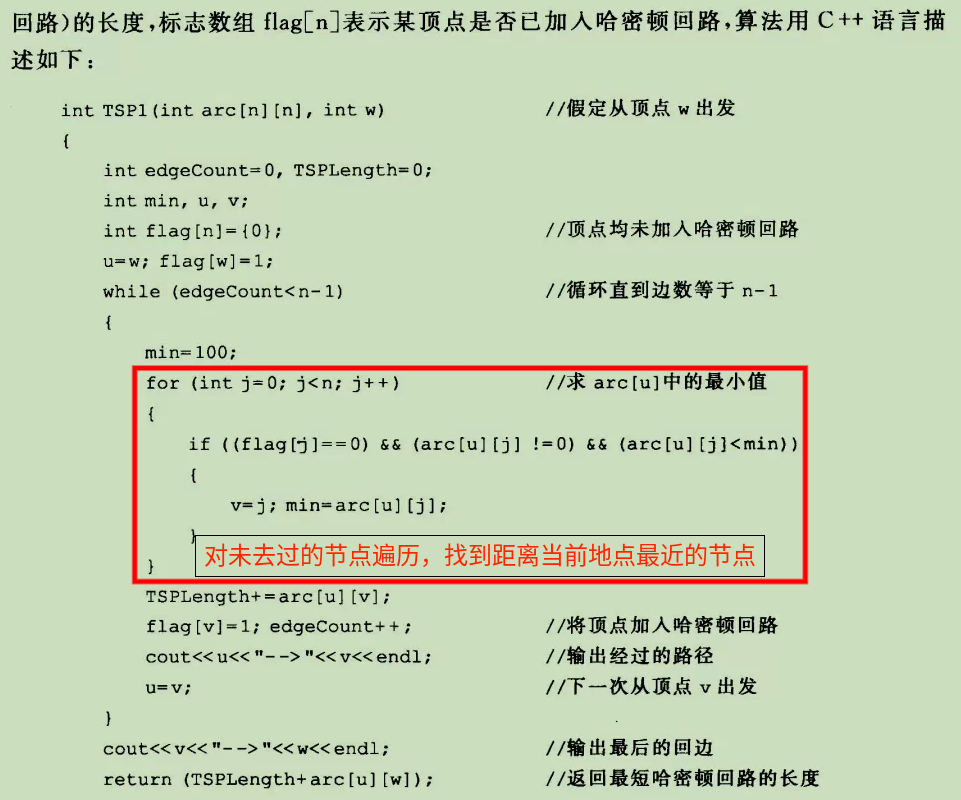 回路)的长度,标志数组 flag[n]表示某顶点是否已加入哈密顿回路,算法用 C++ 语言描
述如下:
int TSP1(int arc[n][n], int w) //假定从顶点 w 出发
{
int edgeCount=0, TSPLength=0;
int min, u, v;
int flag[n]={0}; //顶点均未加入哈密顿回路
u=w; flag[w]=1;
while (edgeCount<n-1) //循环直到边数等于 n-1
{
min=100;
for (int j=0; j<n; j++) //求 arc[u]中的最小值
{
if ((flag[j]==0) && (arc[u][j] !=0) && (arc[u][j]<min))
{
v=j; min=arc[u][j];
}
对未去过的节点遍历，找到距离当前地点最近的节点
}
TSPLength+=arc[u][v];
flag[v]=1; edgeCount++; //将顶点加入哈密顿回路
cout<<u<<"-->"<<v<<endl; //输出经过的路径
u=v; //下一次从顶点 v 出发
}
cout<<v<<"-->"<<w<<endl; //输出最后的回边
return (TSPLength+arc[u][w]); //返回最短哈密顿回路的长度